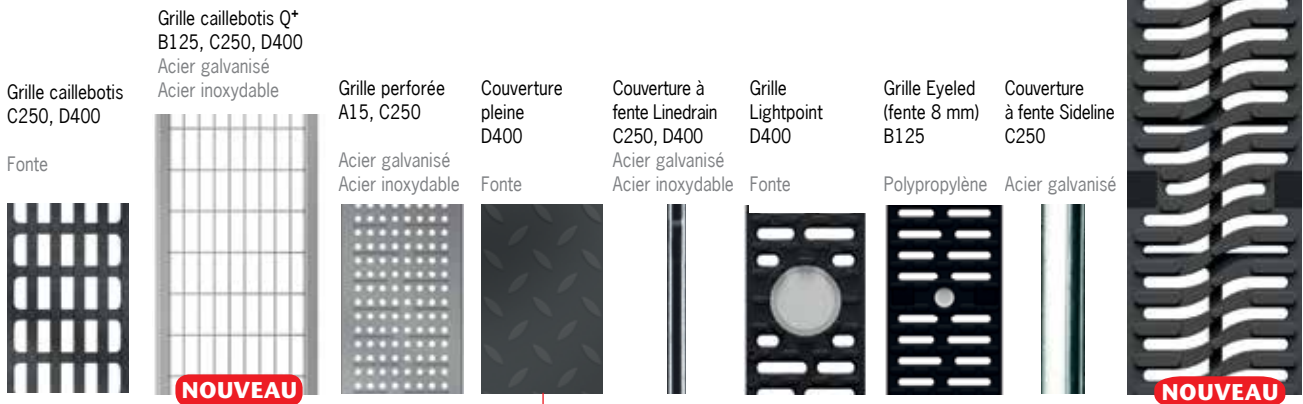 Grille caillebotis
C250, D400
Fonte
Grille caillebotis Q+
B125, C250, D400
Acier galvanisé
Acier inoxydable
NOUVEAU
Grille perforée
A15, C250
Acier galvanisé
Acier inoxydable
Couverture
pleine
D400
Fonte
Couverture à
fente Linedrain
C250, D400
Acier galvanisé
Acier inoxydable
Grille
Lightpoint
D400
Fonte
Grille Eyeled
(fente 8 mm)
B125
Polypropylène
Couverture
à fente Sideline
C250
Acier galvanisé
NOUVEAU